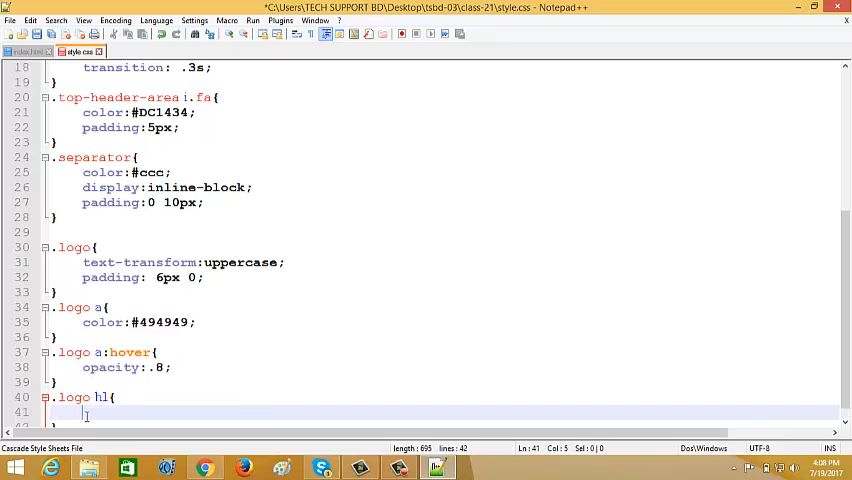 *C:\Users\TECH SUPPORT BD\Desktop\tsbd-03\class-21\style.css - Notepad++
File Edit Search View Encoding Language Settings Macro Run Plugins Window ? X
index.html style.css
18 transition: .3s;
19 }
20 .top-header-area i.fa{
21 color:#DC1434;
22 padding:5px;
23 }
24 .separator{
25 color:#ccc;
26 display:inline-block;
27 padding:0 10px;
28 }
29
30 .logo{
31 text-transform:uppercase;
32 padding: 6px 0;
33 }
34 .logo a{
35 color:#494949;
36 }
37 .logo a:hover{
38 opacity:.8;
39 }
40 .logo h1{
41
42 }
Cascade Style Sheets File length : 695 lines : 42 Ln : 41 Col : 5 Sel : 0 | 0 Dos\Windows UTF-8 INS
4:08 PM
7/19/2017